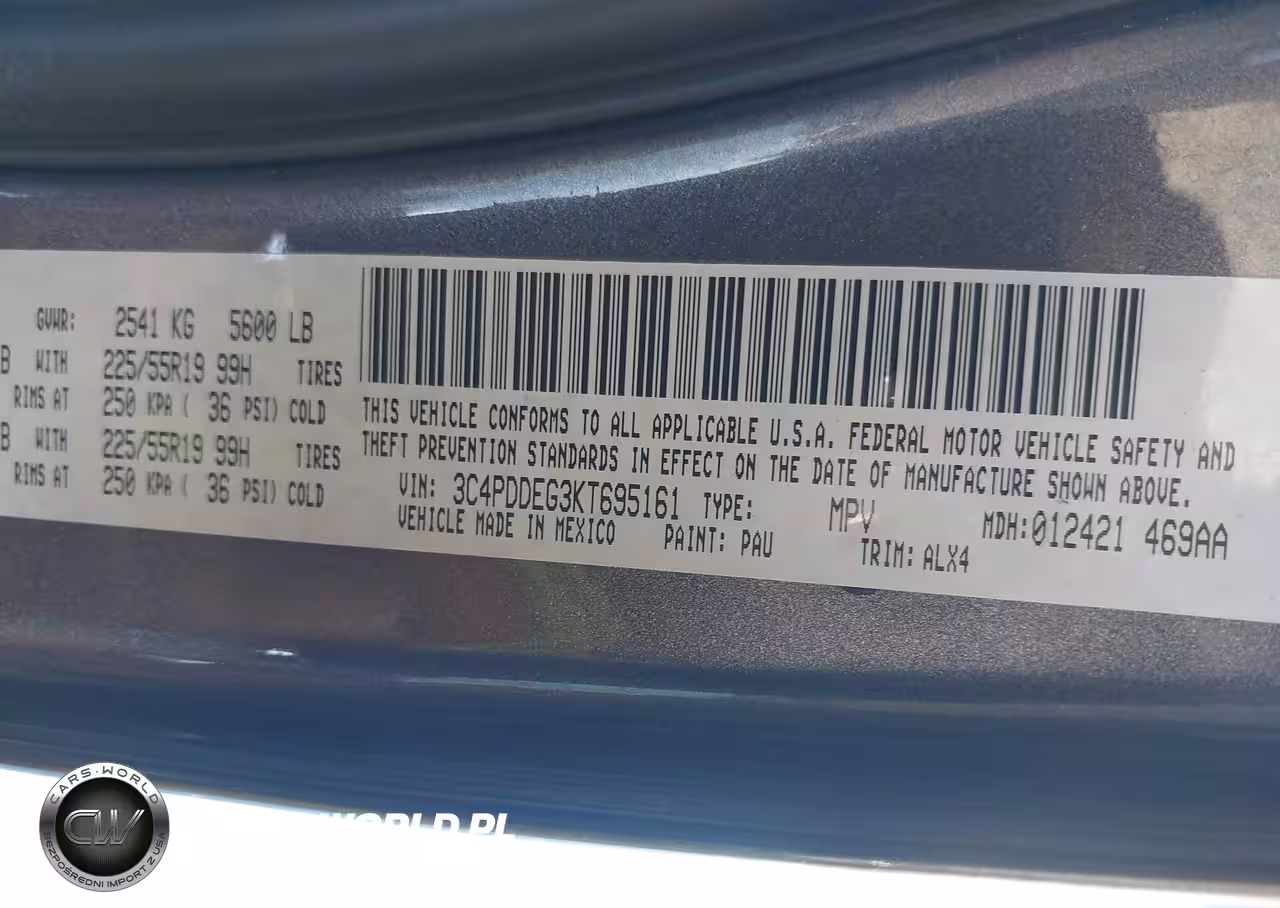 GVWR: 2541 KG 5600 LB
B WITH 225/55R19 99H TIRES
RIMS AT 250 KPA ( 36 PSI) COLD
B WITH 225/55R19 99H TIRES
RIMS AT 250 KPA ( 36 PSI) COLD
THIS VEHICLE CONFORMS TO ALL APPLICABLE U.S.A. FEDERAL MOTOR VEHICLE SAFETY AND
THEFT PREVENTION STANDARDS IN EFFECT ON THE DATE OF MANUFACTURE SHOWN ABOVE.
VIN: 3C4PDDEG3KT695161 TYPE: MPV MDH:012421 469AA
VEHICLE MADE IN MEXICO PAINT: PAU TRIM: ALX4
CARS-WORLD
CW
BEZPOŚREDNI IMPORT Z USA
WORLD.PL